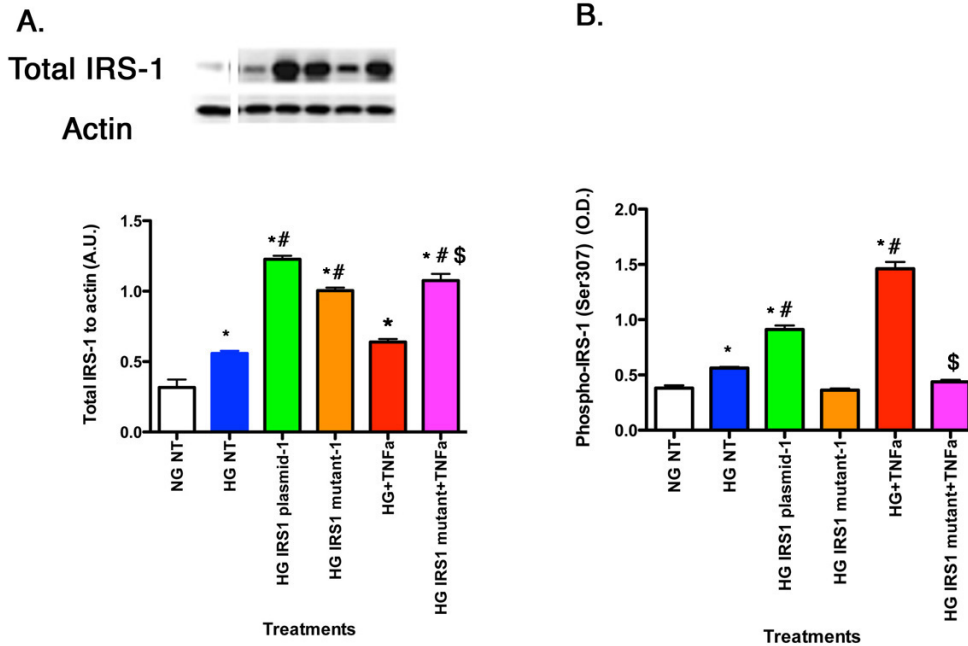 A.
Total IRS-1
Actin
Total IRS-1 to actin (A.U.)
1.5
1.0
0.5
0.0
*
*#
*#
*
*# $
NG NT
HG NT
HG IRS1 plasmid-1
HG IRS1 mutant-1
HG+TNFa
HG IRS1 mutant+TNFa
Treatments
B.
Phospho-IRS-1 (Ser307) (O.D.)
2.0
1.5
1.0
0.5
0.0
*
* #
* #
$
NG NT
HG NT
HG IRS1 plasmid-1
HG IRS1 mutant-1
HG+TNFa
HG IRS1 mutant+TNFa
Treatments